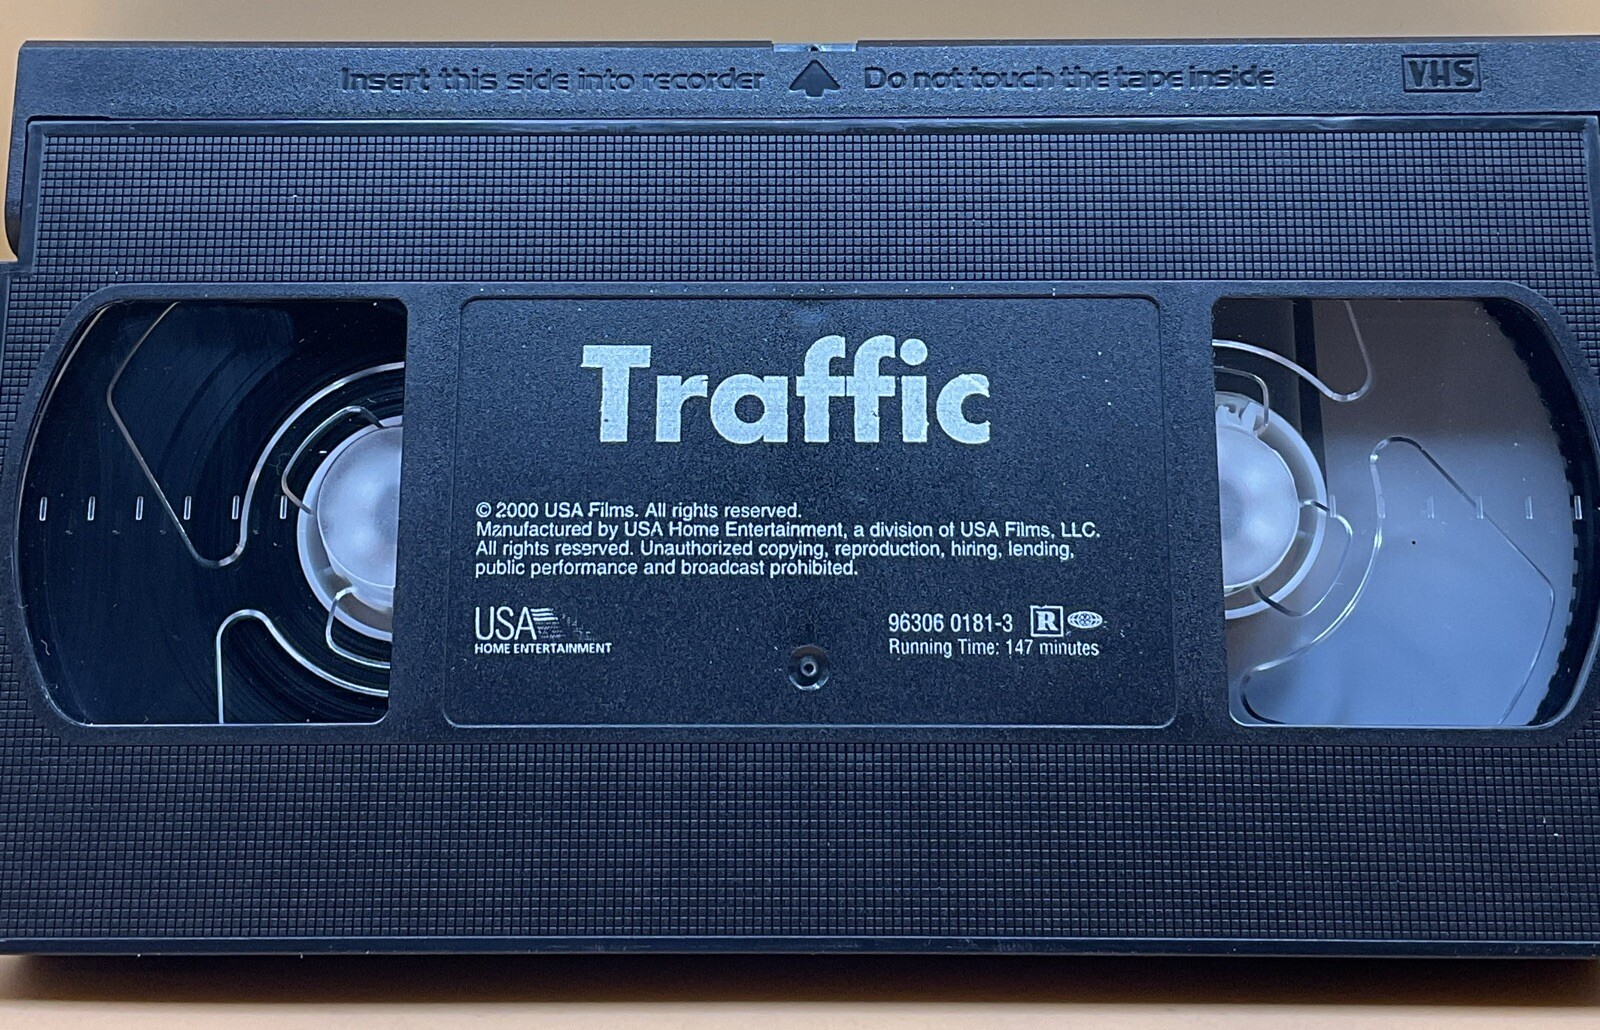 Insert this side into recorder Do not touch the tape inside VHS
Traffic
© 2000 USA Films. All rights reserved.
Manufactured by USA Home Entertainment, a division of USA Films, LLC.
All rights reserved. Unauthorized copying, reproduction, hiring, lending,
public performance and broadcast prohibited.
USA
HOME ENTERTAINMENT
96306 0181-3 R
Running Time: 147 minutes